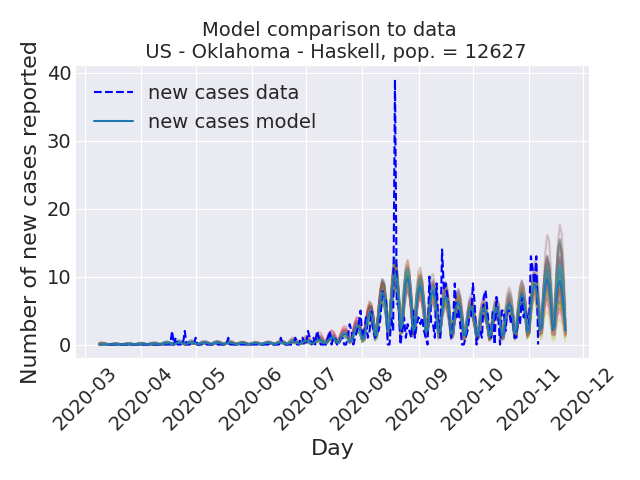 Model comparison to data
US - Oklahoma - Haskell, pop. = 12627
Number of new cases reported
40
30
20
10
0
new cases data
new cases model
2020-03
2020-04
2020-05
2020-06
2020-07
2020-08
2020-09
2020-10
2020-11
2020-12
Day